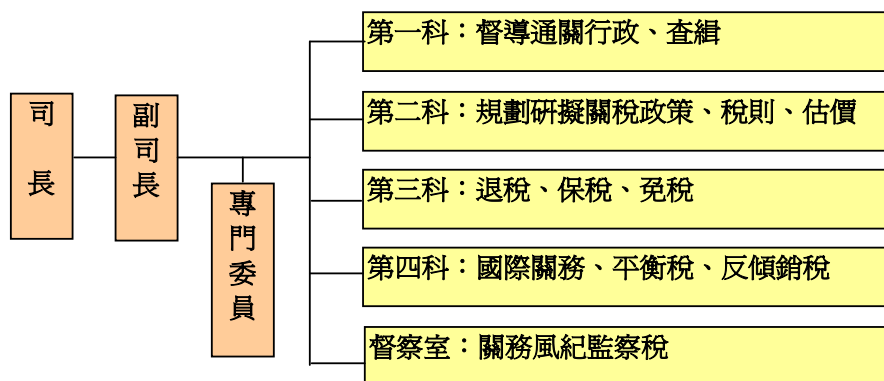 司長
副司長
專門委員
第一科：督導通關行政、查緝
第二科：規劃研擬關稅政策、稅則、估價
第三科：退稅、保稅、免稅
第四科：國際關務、平衡稅、反傾銷稅
督察室：關務風紀監察稅